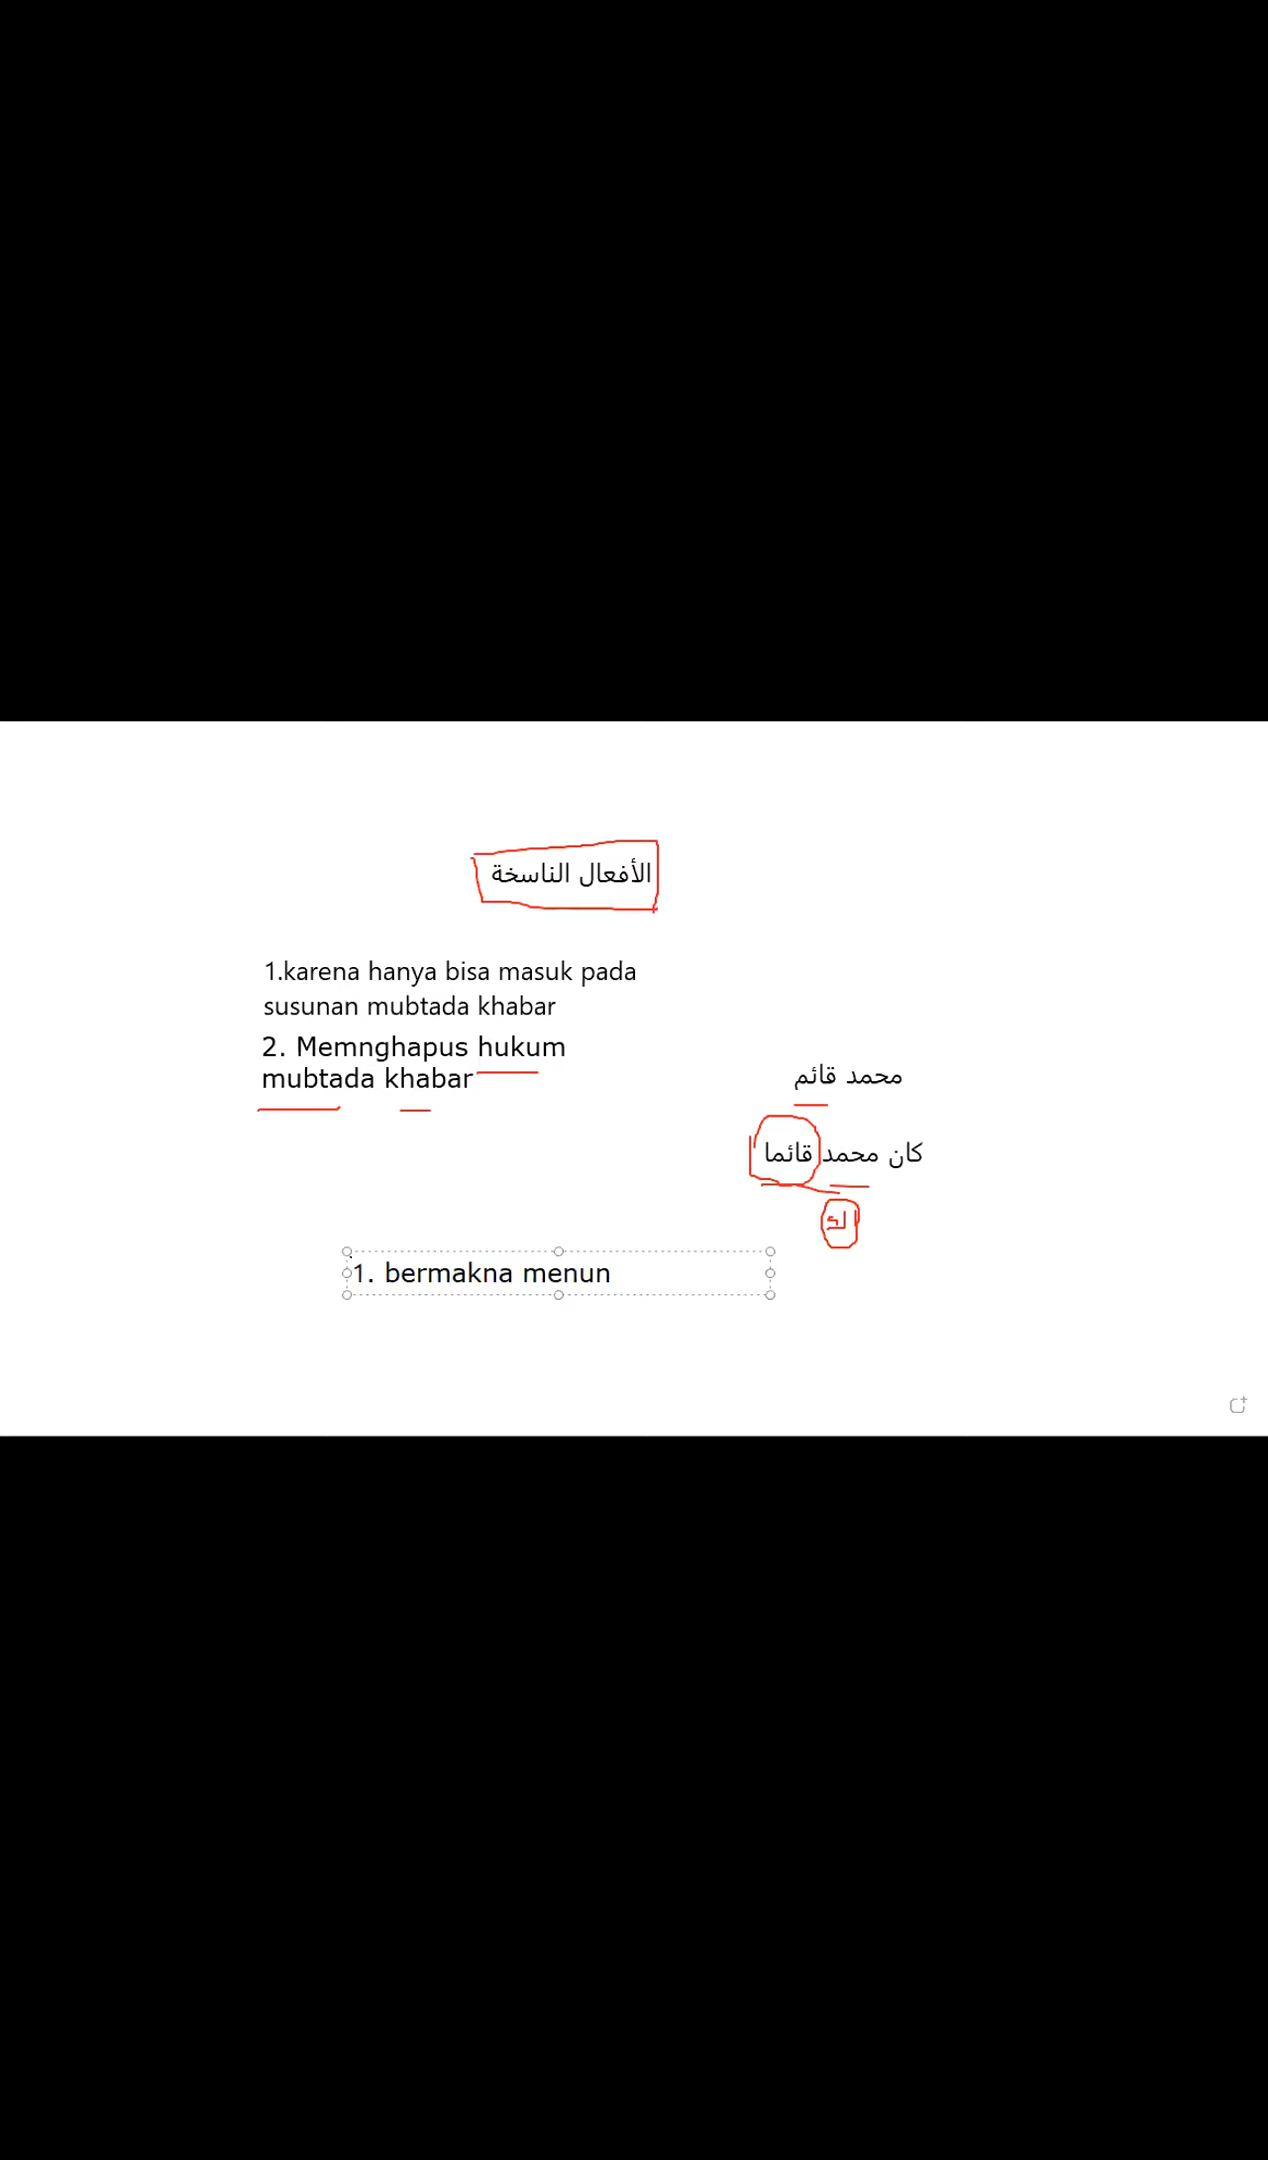 الأفعال الناسخة
1.karena hanya bisa masuk pada
susunan mubtada khabar
2. Memnghapus hukum
mubtada khabar
محمد قائم
كان محمد قائما
1. bermakna menun